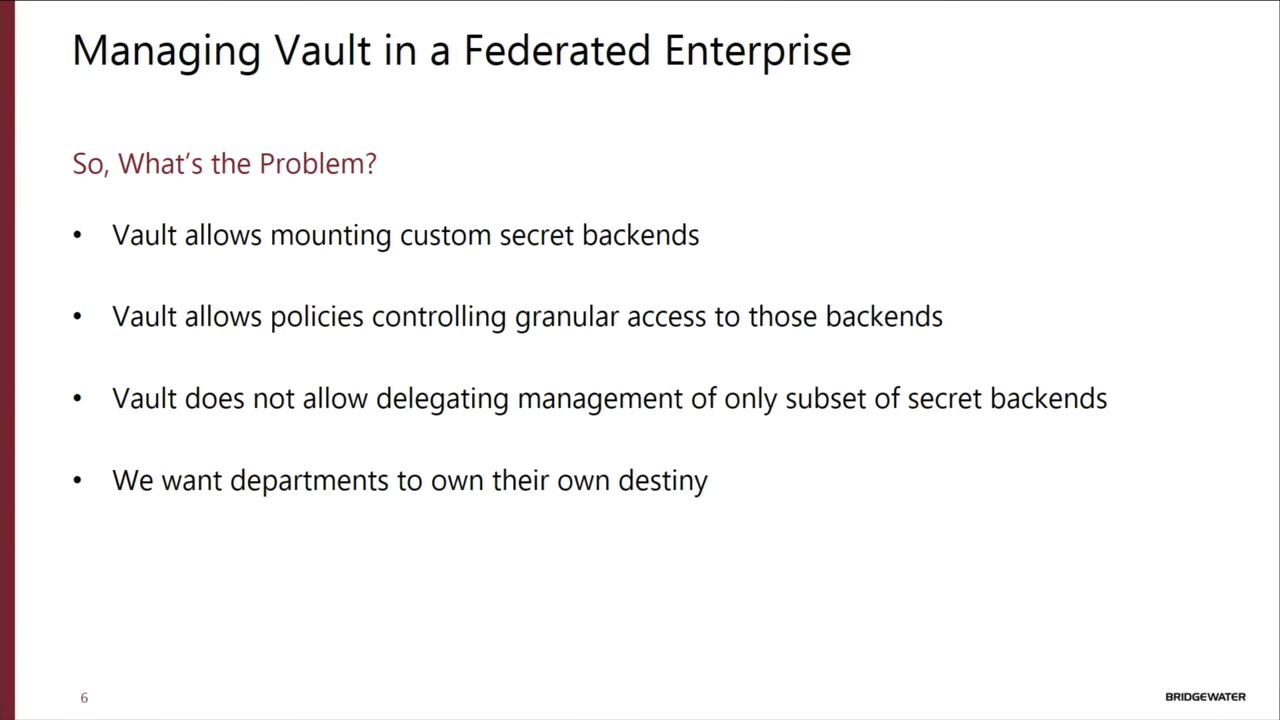 Managing Vault in a Federated Enterprise
So, What's the Problem?
• Vault allows mounting custom secret backends
• Vault allows policies controlling granular access to those backends
• Vault does not allow delegating management of only subset of secret backends
• We want departments to own their own destiny
6
BRIDGEWATER